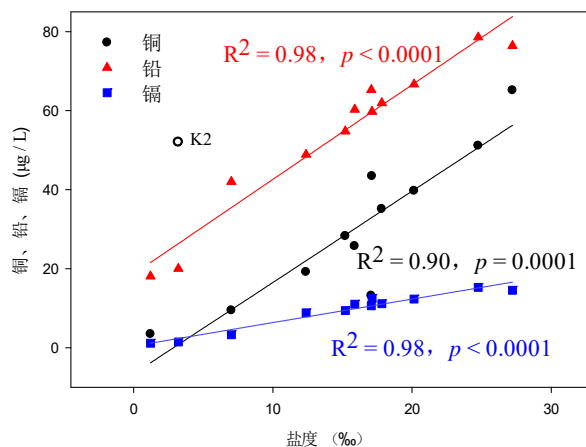 80
60
40
20
0
铜、铅、镉 (μg / L)
铜
铅
镉
R² = 0.98，p < 0.0001
K2
R² = 0.90，p = 0.0001
R² = 0.98，p < 0.0001
0 10 20 30
盐度 （‰）